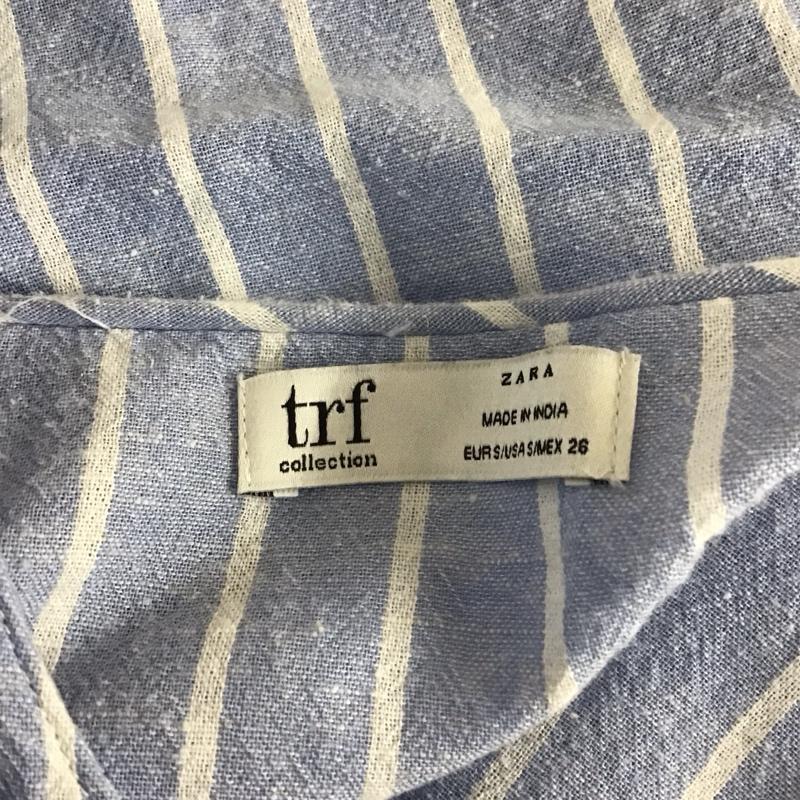 trf
collection
ZARA
MADE IN INDIA
EUR S/USA S/MEX 26